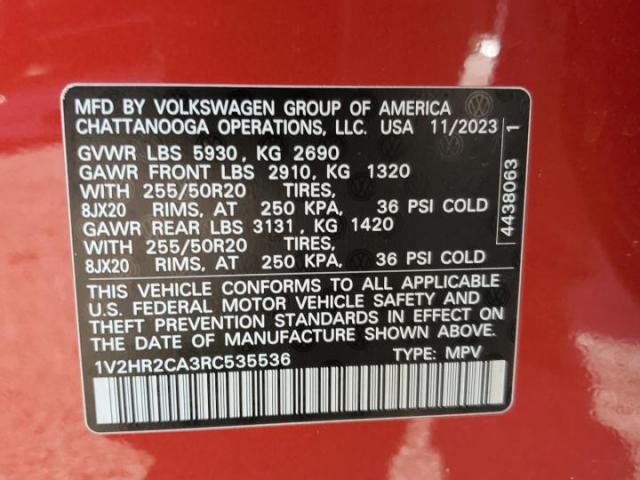 MFD BY VOLKSWAGEN GROUP OF AMERICA
CHATTANOOGA OPERATIONS, LLC. USA 11/2023
GVWR LBS 5930, KG 2690
GAWR FRONT LBS 2910, KG 1320
WITH 255/50R20 TIRES,
8JX20 RIMS, AT 250 KPA, 36 PSI COLD
GAWR REAR LBS 3131, KG 1420
WITH 255/50R20 TIRES,
8JX20 RIMS, AT 250 KPA, 36 PSI COLD
THIS VEHICLE CONFORMS TO ALL APPLICABLE
U.S. FEDERAL MOTOR VEHICLE SAFETY AND
THEFT PREVENTION STANDARDS IN EFFECT ON
THE DATE OF MANUFACTURE SHOWN ABOVE.
1V2HR2CA3RC535536 TYPE: MPV
4438063 1